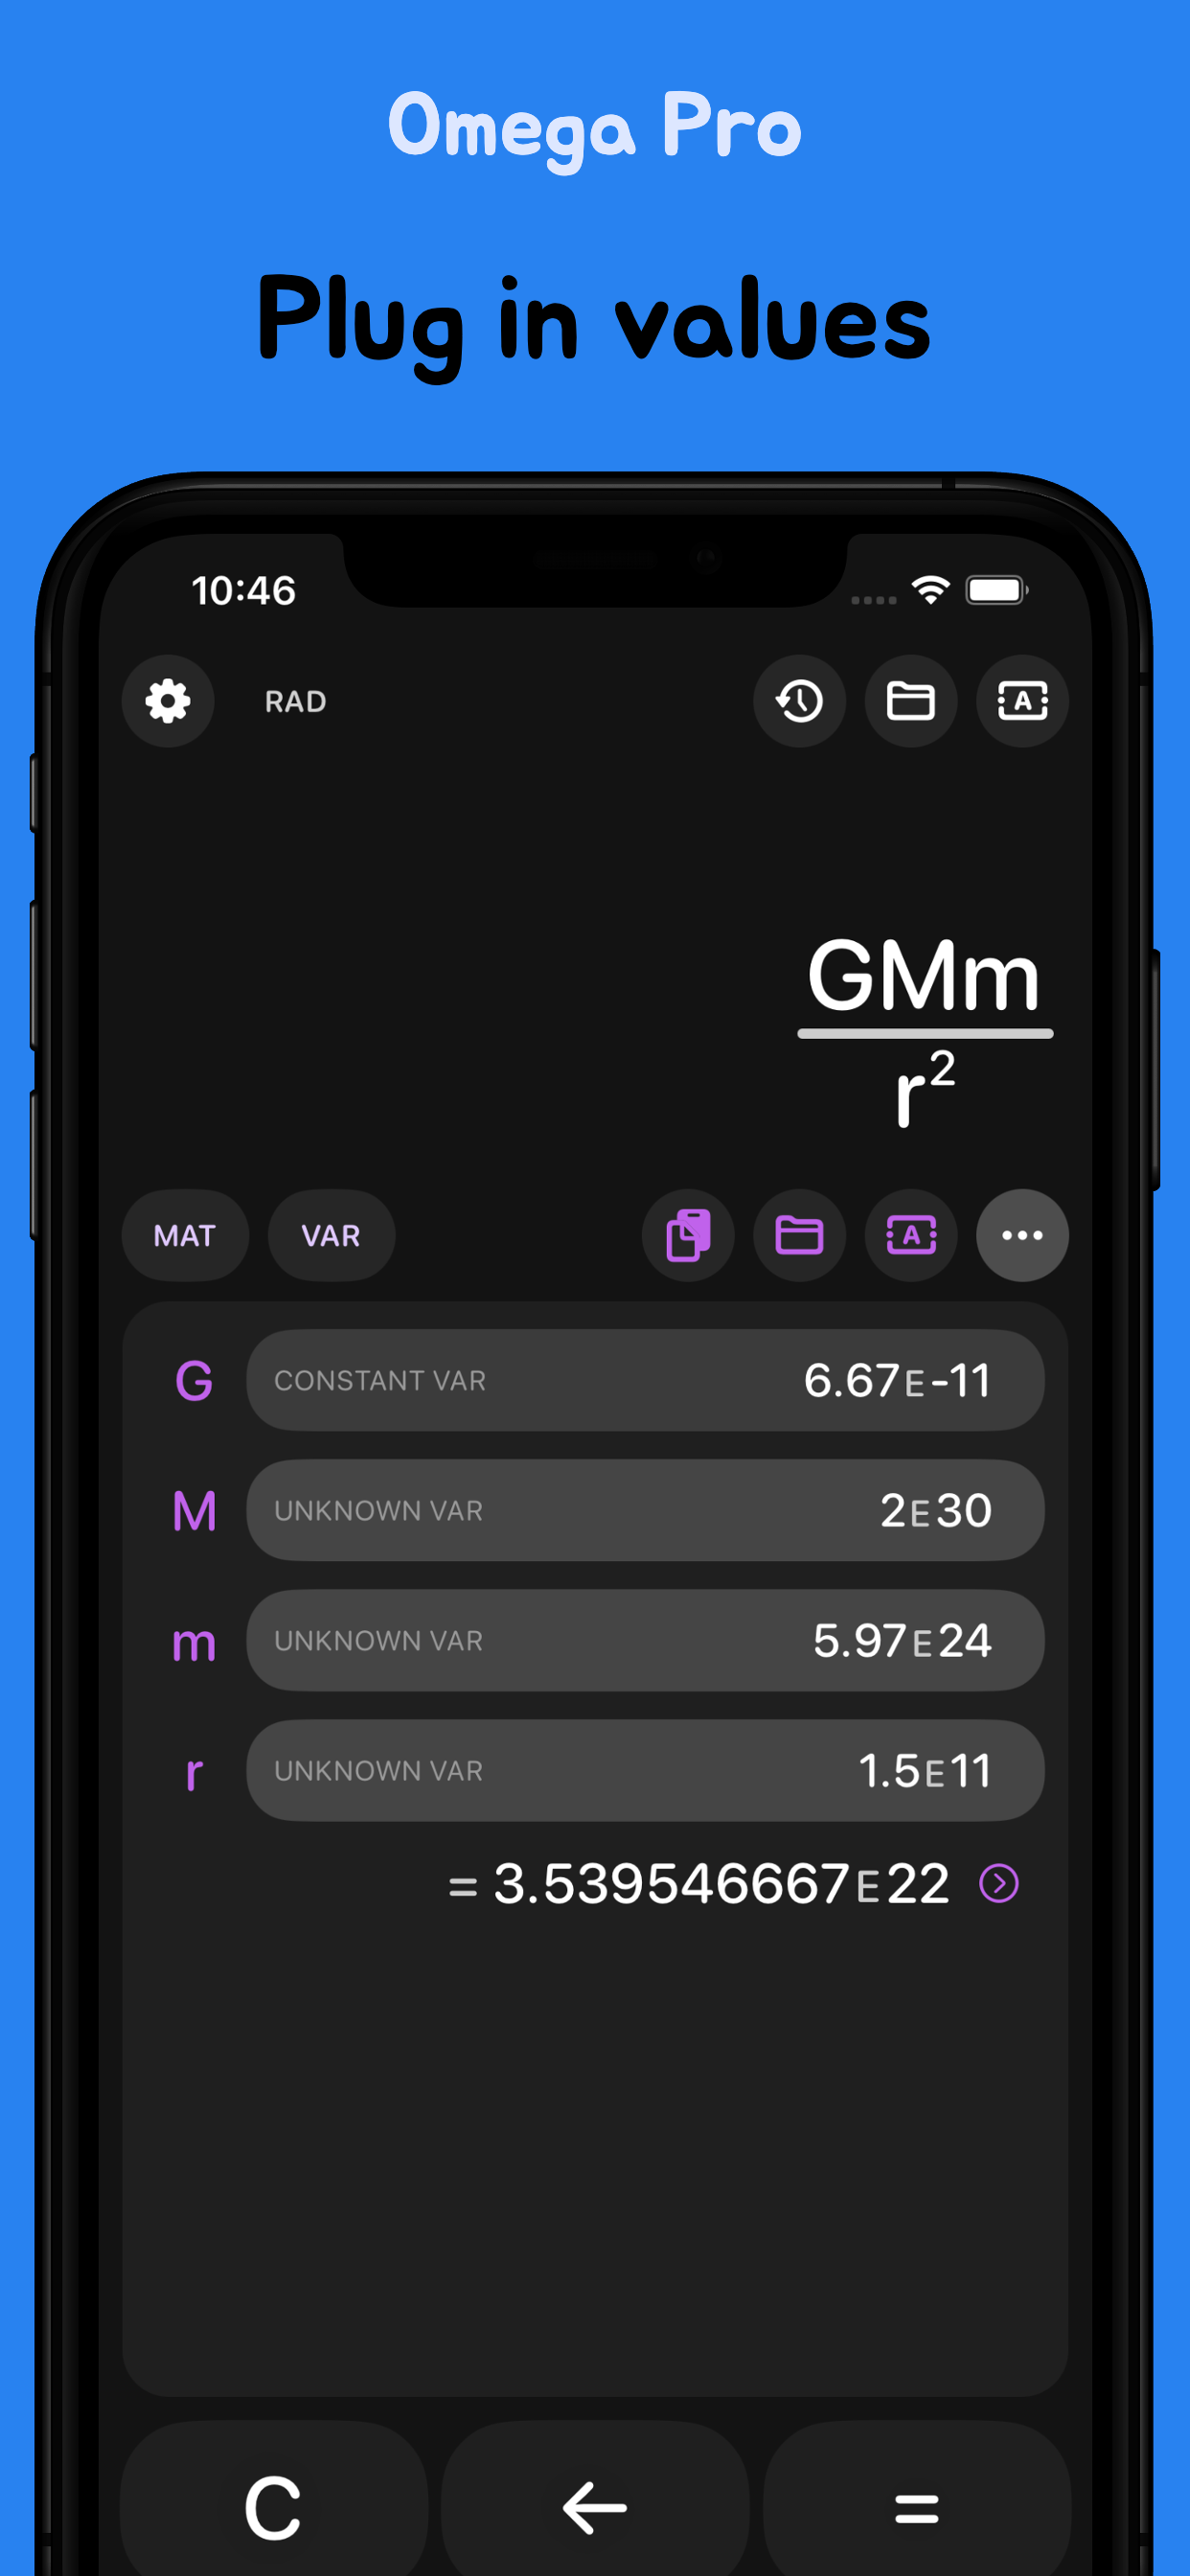 Omega Pro
Plug in values
10:46
RAD
A
GMm
r²
MAT VAR A
G CONSTANT VAR 6.67E-11
M UNKNOWN VAR 2E30
m UNKNOWN VAR 5.97E24
r UNKNOWN VAR 1.5E11
= 3.539546667E22
C ← =